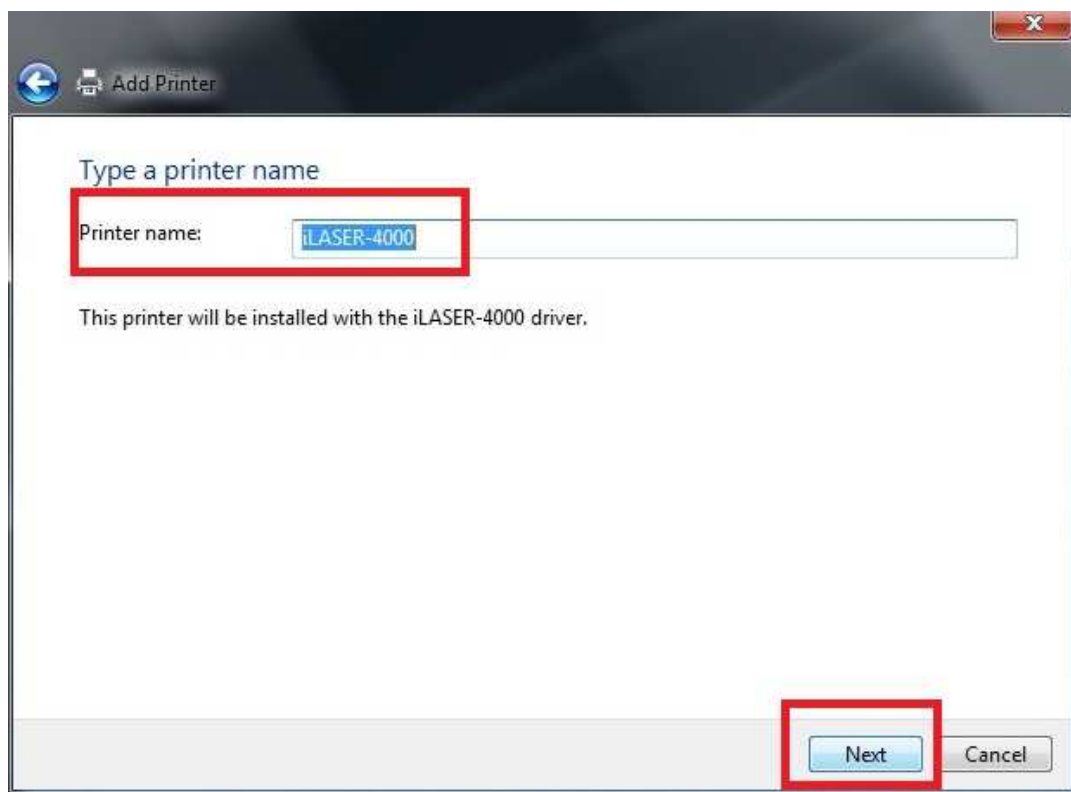 Add Printer
Type a printer name
Printer name: iLASER-4000
This printer will be installed with the iLASER-4000 driver.
Next Cancel